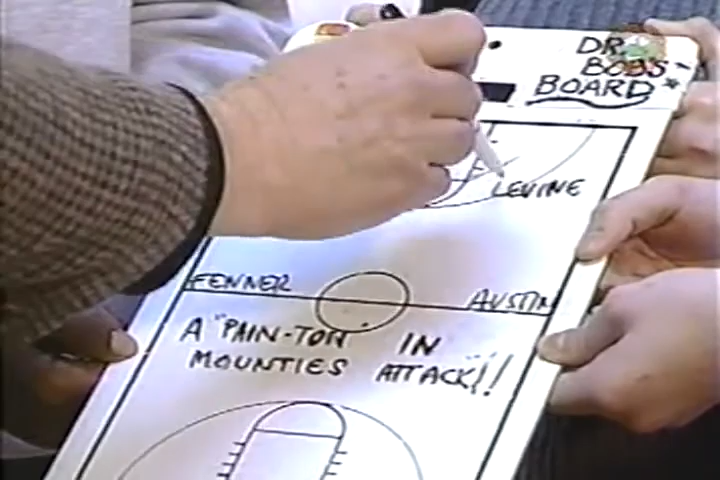 DR.
BOB'S
BOARD
LEVINE
FENNER
AUSTIN
A "PAIN-TON" IN
MOUNTIES ATTACK!!